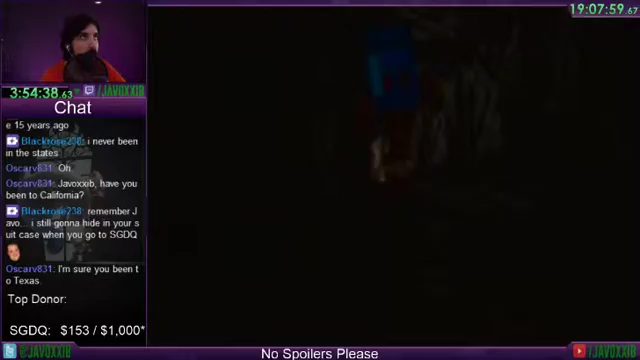 19:07:59.67
3:54:38.63
/JAVOXXIB
Chat
e 15 years ago
Blackrose238: i never been
in the states
Oscarv831: Oh.
Oscarv831: Javoxxib, have you
been to California?
Blackrose238: remember J
avo... i still gonna hide in your s
uit case when you go to SGDQ
Oscarv831: I'm sure you been t
o Texas
Top Donor:
SGDQ: $153 / $1,000*
@JAVOXXIB
No Spoilers Please
/JAVOXXIB